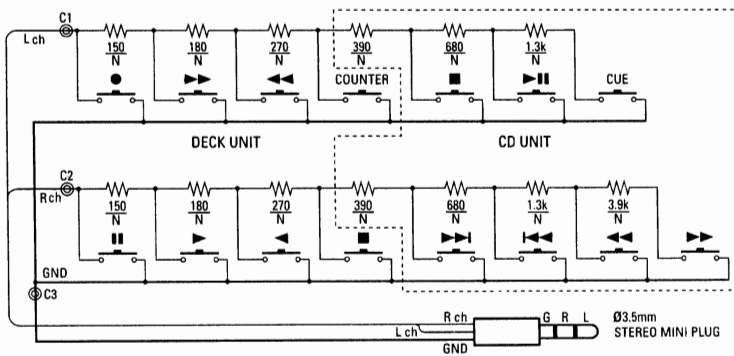 C1
L ch
150 180 270 390 680 1.3k
N N N N N N
COUNTER CUE
DECK UNIT CD UNIT
C2
R ch
150 180 270 390 680 1.3k 3.9k
N N N N N N N
GND
C3
R ch G R L Ø3.5mm
L ch STEREO MINI PLUG
GND